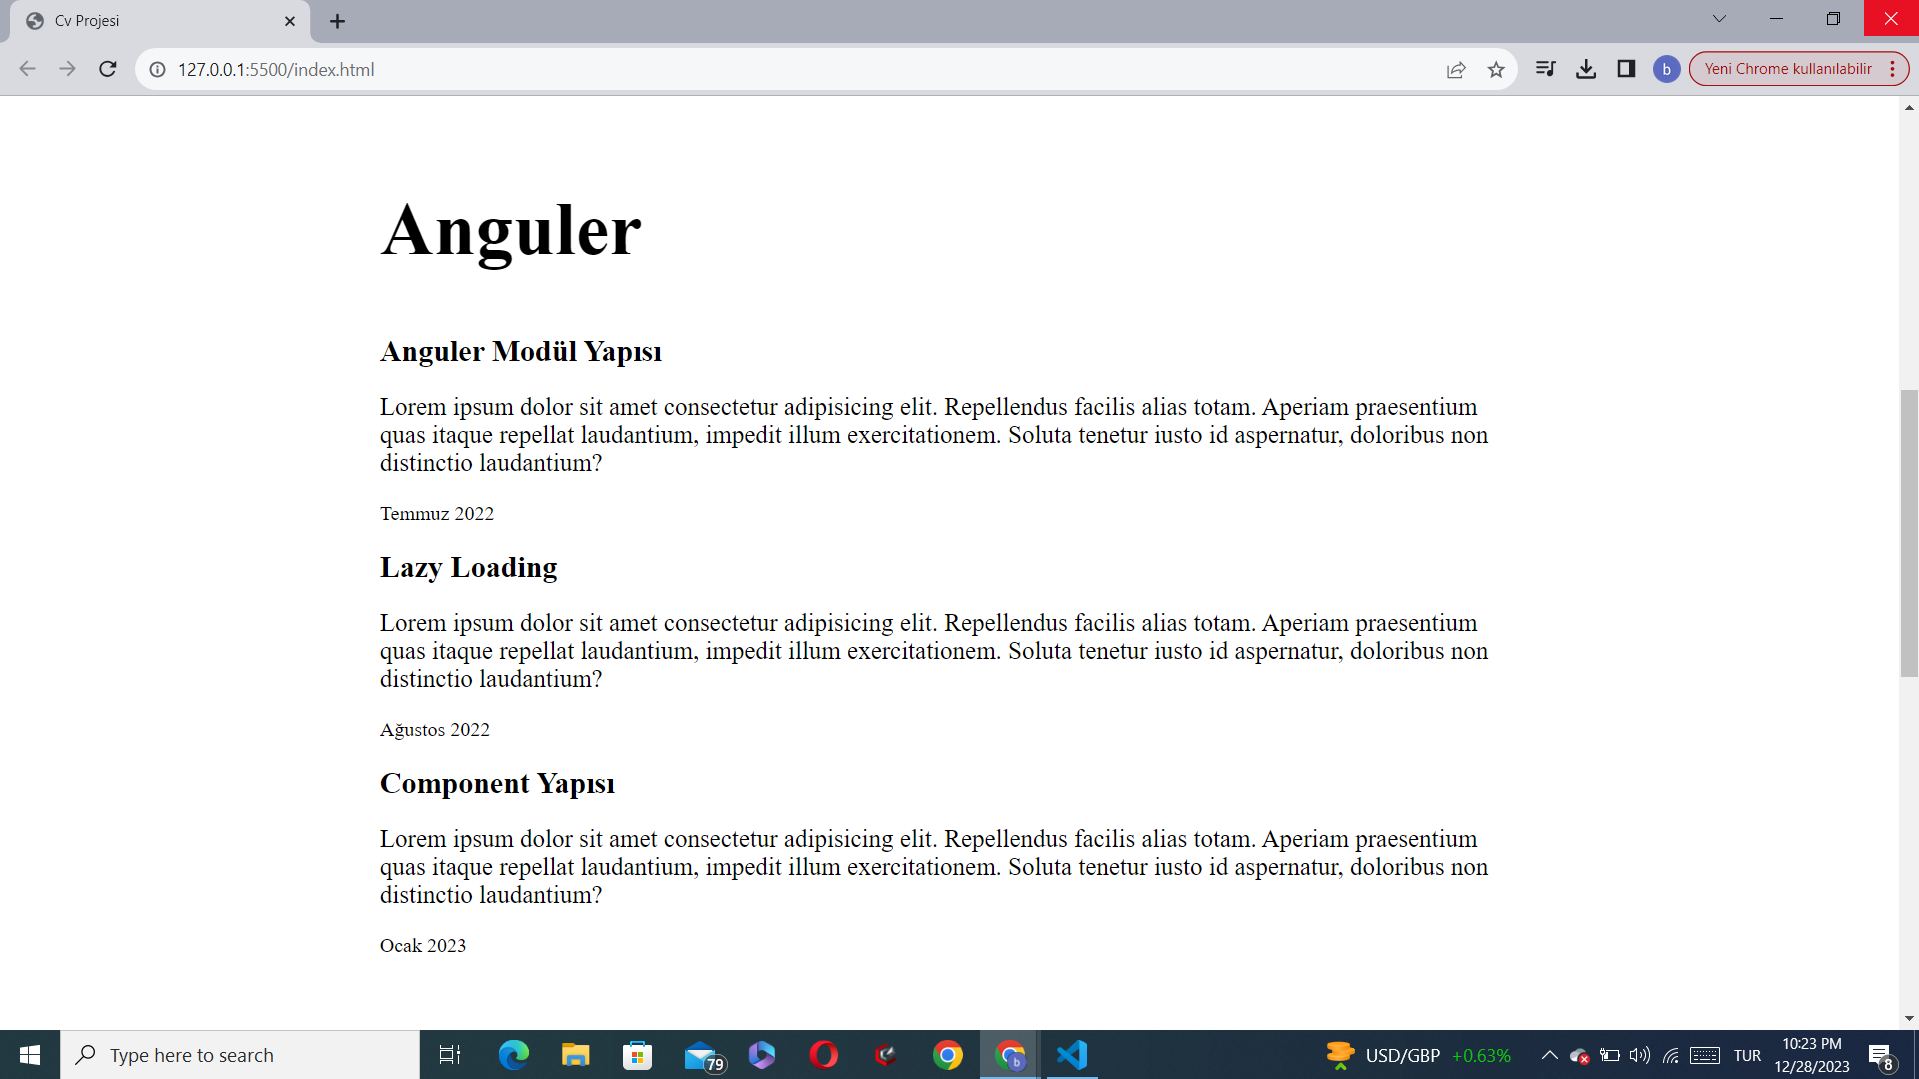 Cv Projesi
127.0.0.1:5500/index.html
b
Yeni Chrome kullanılabilir
Anguler
Anguler Modül Yapısı
Lorem ipsum dolor sit amet consectetur adipisicing elit. Repellendus facilis alias totam. Aperiam praesentium
quas itaque repellat laudantium, impedit illum exercitationem. Soluta tenetur iusto id aspernatur, doloribus non
distinctio laudantium?
Temmuz 2022
Lazy Loading
Lorem ipsum dolor sit amet consectetur adipisicing elit. Repellendus facilis alias totam. Aperiam praesentium
quas itaque repellat laudantium, impedit illum exercitationem. Soluta tenetur iusto id aspernatur, doloribus non
distinctio laudantium?
Ağustos 2022
Component Yapısı
Lorem ipsum dolor sit amet consectetur adipisicing elit. Repellendus facilis alias totam. Aperiam praesentium
quas itaque repellat laudantium, impedit illum exercitationem. Soluta tenetur iusto id aspernatur, doloribus non
distinctio laudantium?
Ocak 2023
Type here to search
79
b
USD/GBP +0.63%
TUR
10:23 PM
12/28/2023
8